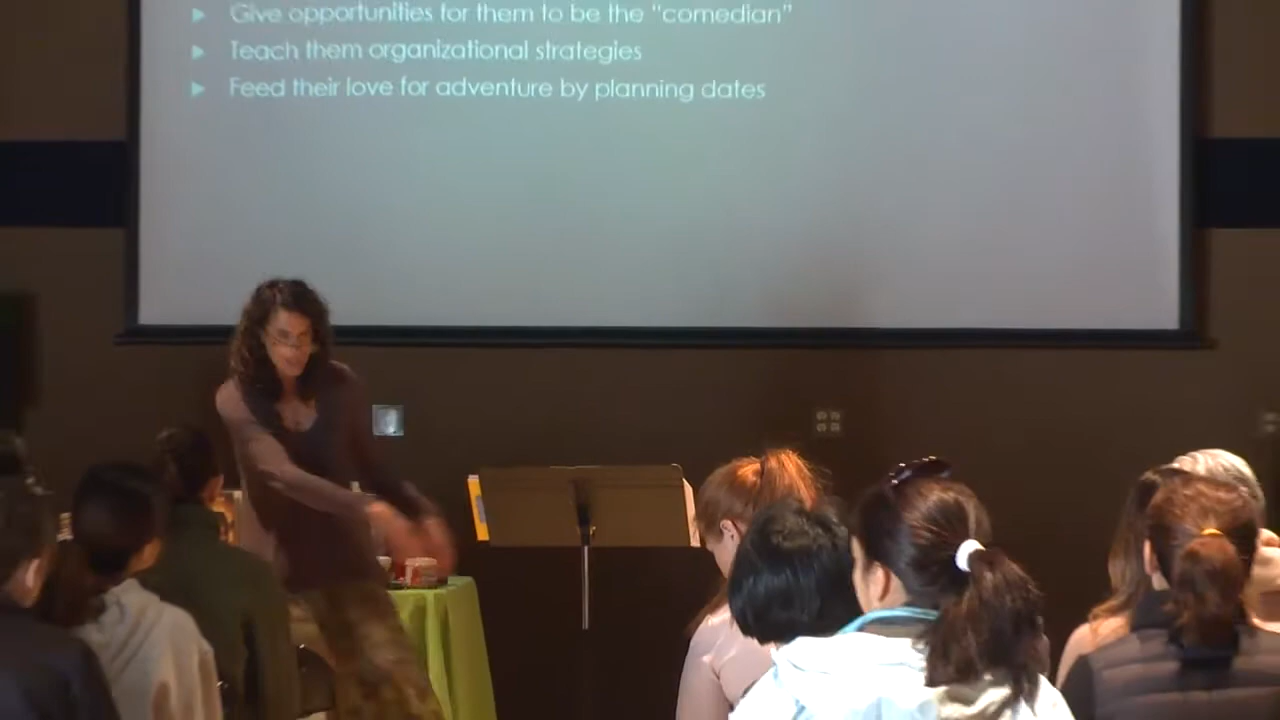 Give opportunities for them to be the "comedian"
Teach them organizational strategies
Feed their love for adventure by planning dates